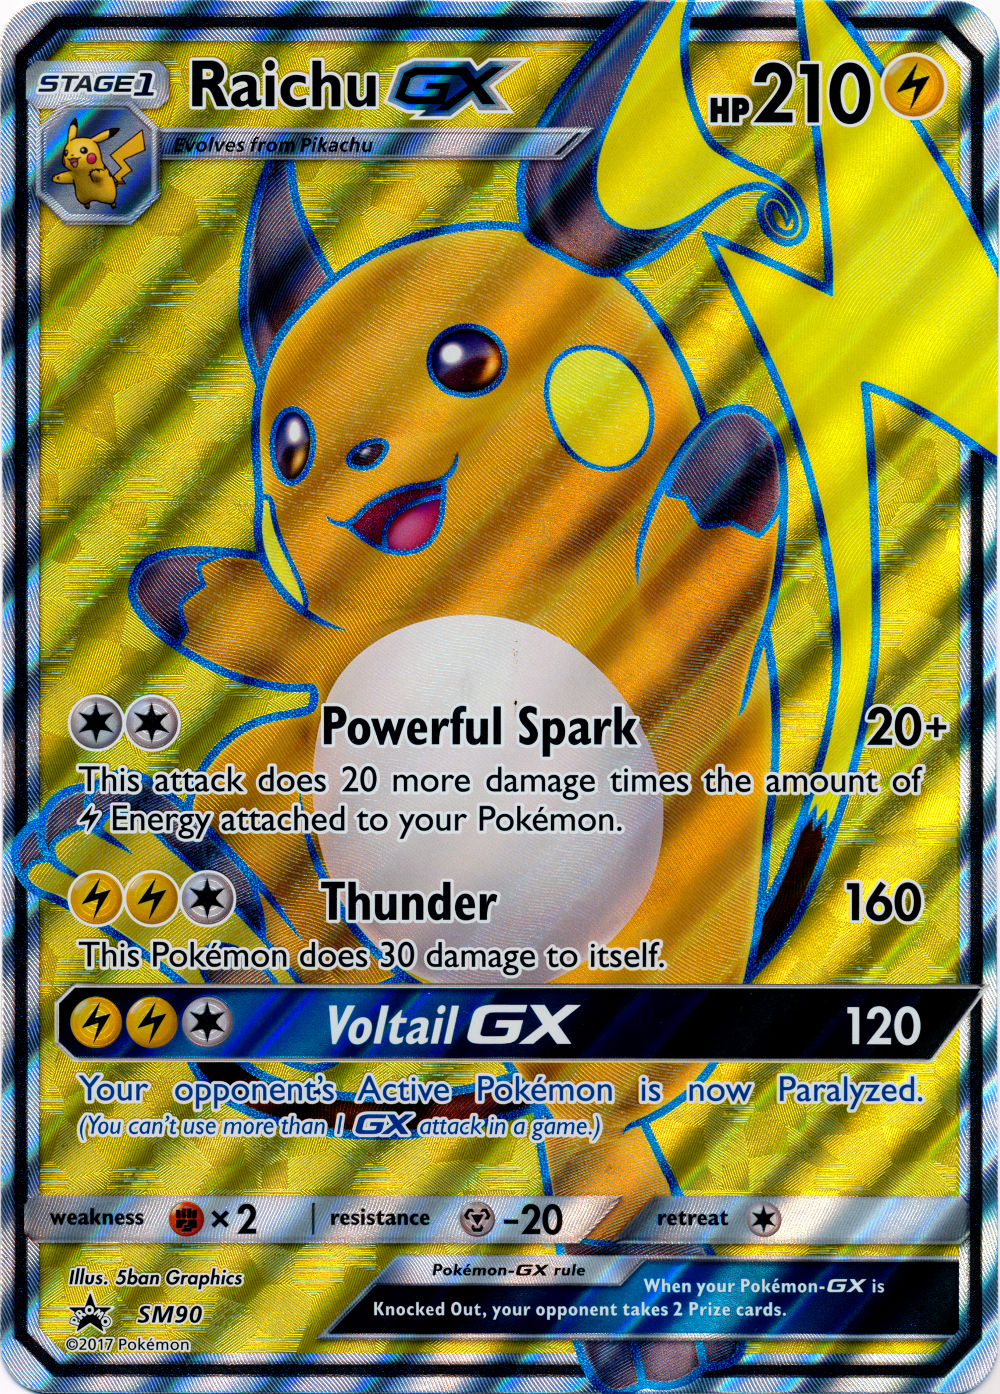 STAGE1 Raichu GX HP210
Evolves from Pikachu
Powerful Spark 20+
This attack does 20 more damage times the amount of
Energy attached to your Pokémon.
Thunder 160
This Pokémon does 30 damage to itself.
Voltail GX 120
Your opponent's Active Pokémon is now Paralyzed.
(You can't use more than 1 GX attack in a game.)
weakness ×2 resistance -20 retreat
Illus. 5ban Graphics
Pokémon-GX rule
When your Pokémon-GX is
Knocked Out, your opponent takes 2 Prize cards.
PROMO SM90
©2017 Pokémon